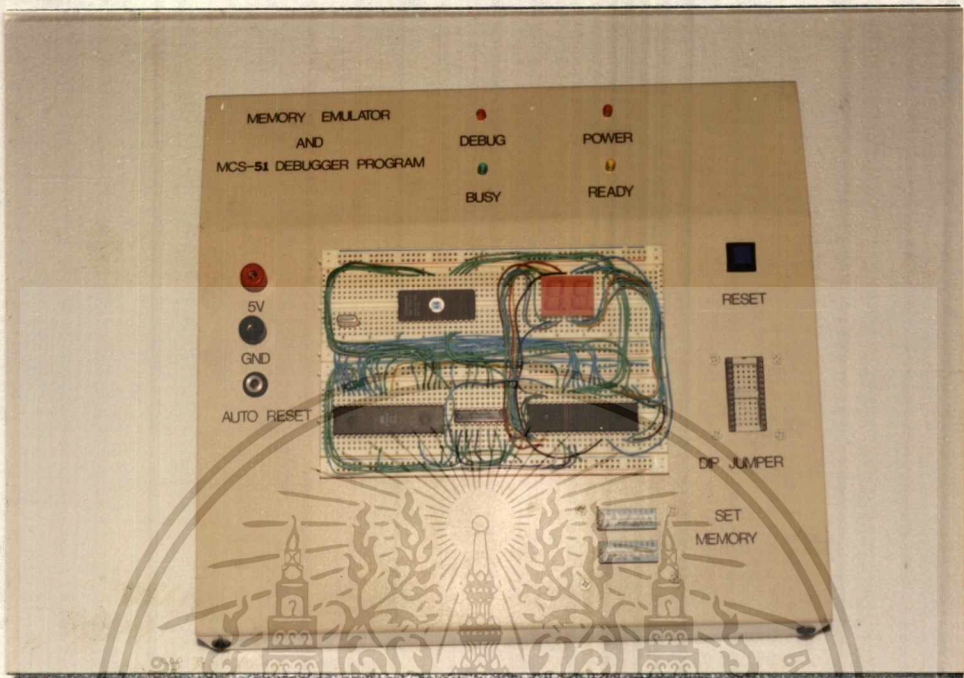 MEMORY EMULATOR
AND
MCS-51 DEBUGGER PROGRAM
DEBUG
POWER
BUSY
READY
5V
GND
AUTO RESET
RESET
DIP JUMPER
SET
MEMORY